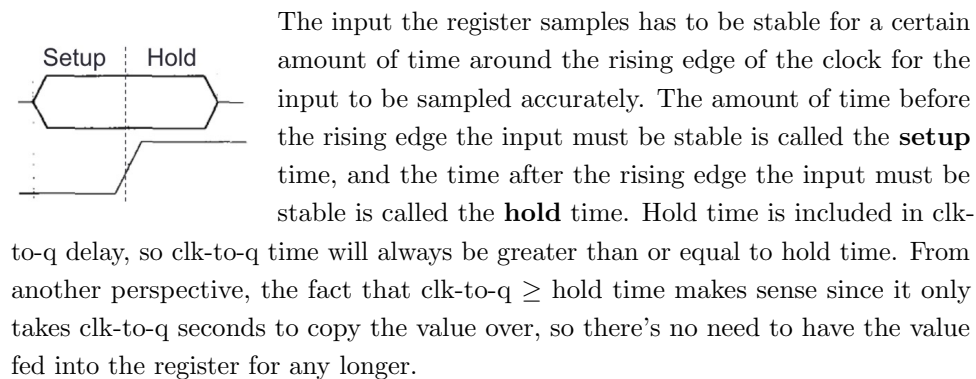 Setup Hold
The input the register samples has to be stable for a certain
amount of time around the rising edge of the clock for the
input to be sampled accurately. The amount of time before
the rising edge the input must be stable is called the setup
time, and the time after the rising edge the input must be
stable is called the hold time. Hold time is included in clk-
to-q delay, so clk-to-q time will always be greater than or equal to hold time. From
another perspective, the fact that clk-to-q ≥ hold time makes sense since it only
takes clk-to-q seconds to copy the value over, so there's no need to have the value
fed into the register for any longer.